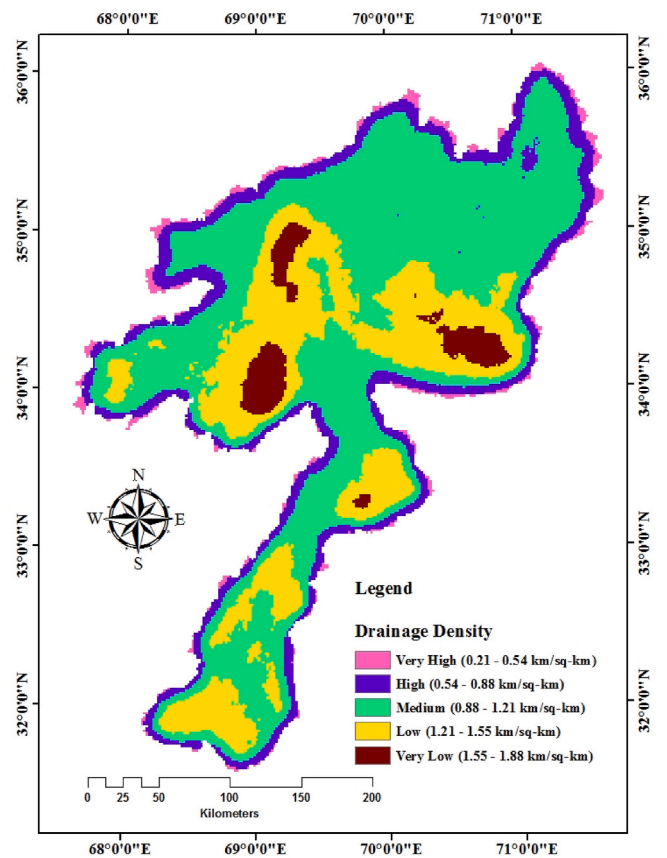 68°0'0"E 69°0'0"E 70°0'0"E 71°0'0"E
36°0'0"N
36°0'0"N
35°0'0"N
35°0'0"N
34°0'0"N
34°0'0"N
33°0'0"N
33°0'0"N
32°0'0"N
32°0'0"N
N
W E
S
Legend
Drainage Density
Very High (0.21 - 0.54 km/sq-km)
High (0.54 - 0.88 km/sq-km)
Medium (0.88 - 1.21 km/sq-km)
Low (1.21 - 1.55 km/sq-km)
Very Low (1.55 - 1.88 km/sq-km)
0 25 50 100 150 200
Kilometers
68°0'0"E 69°0'0"E 70°0'0"E 71°0'0"E